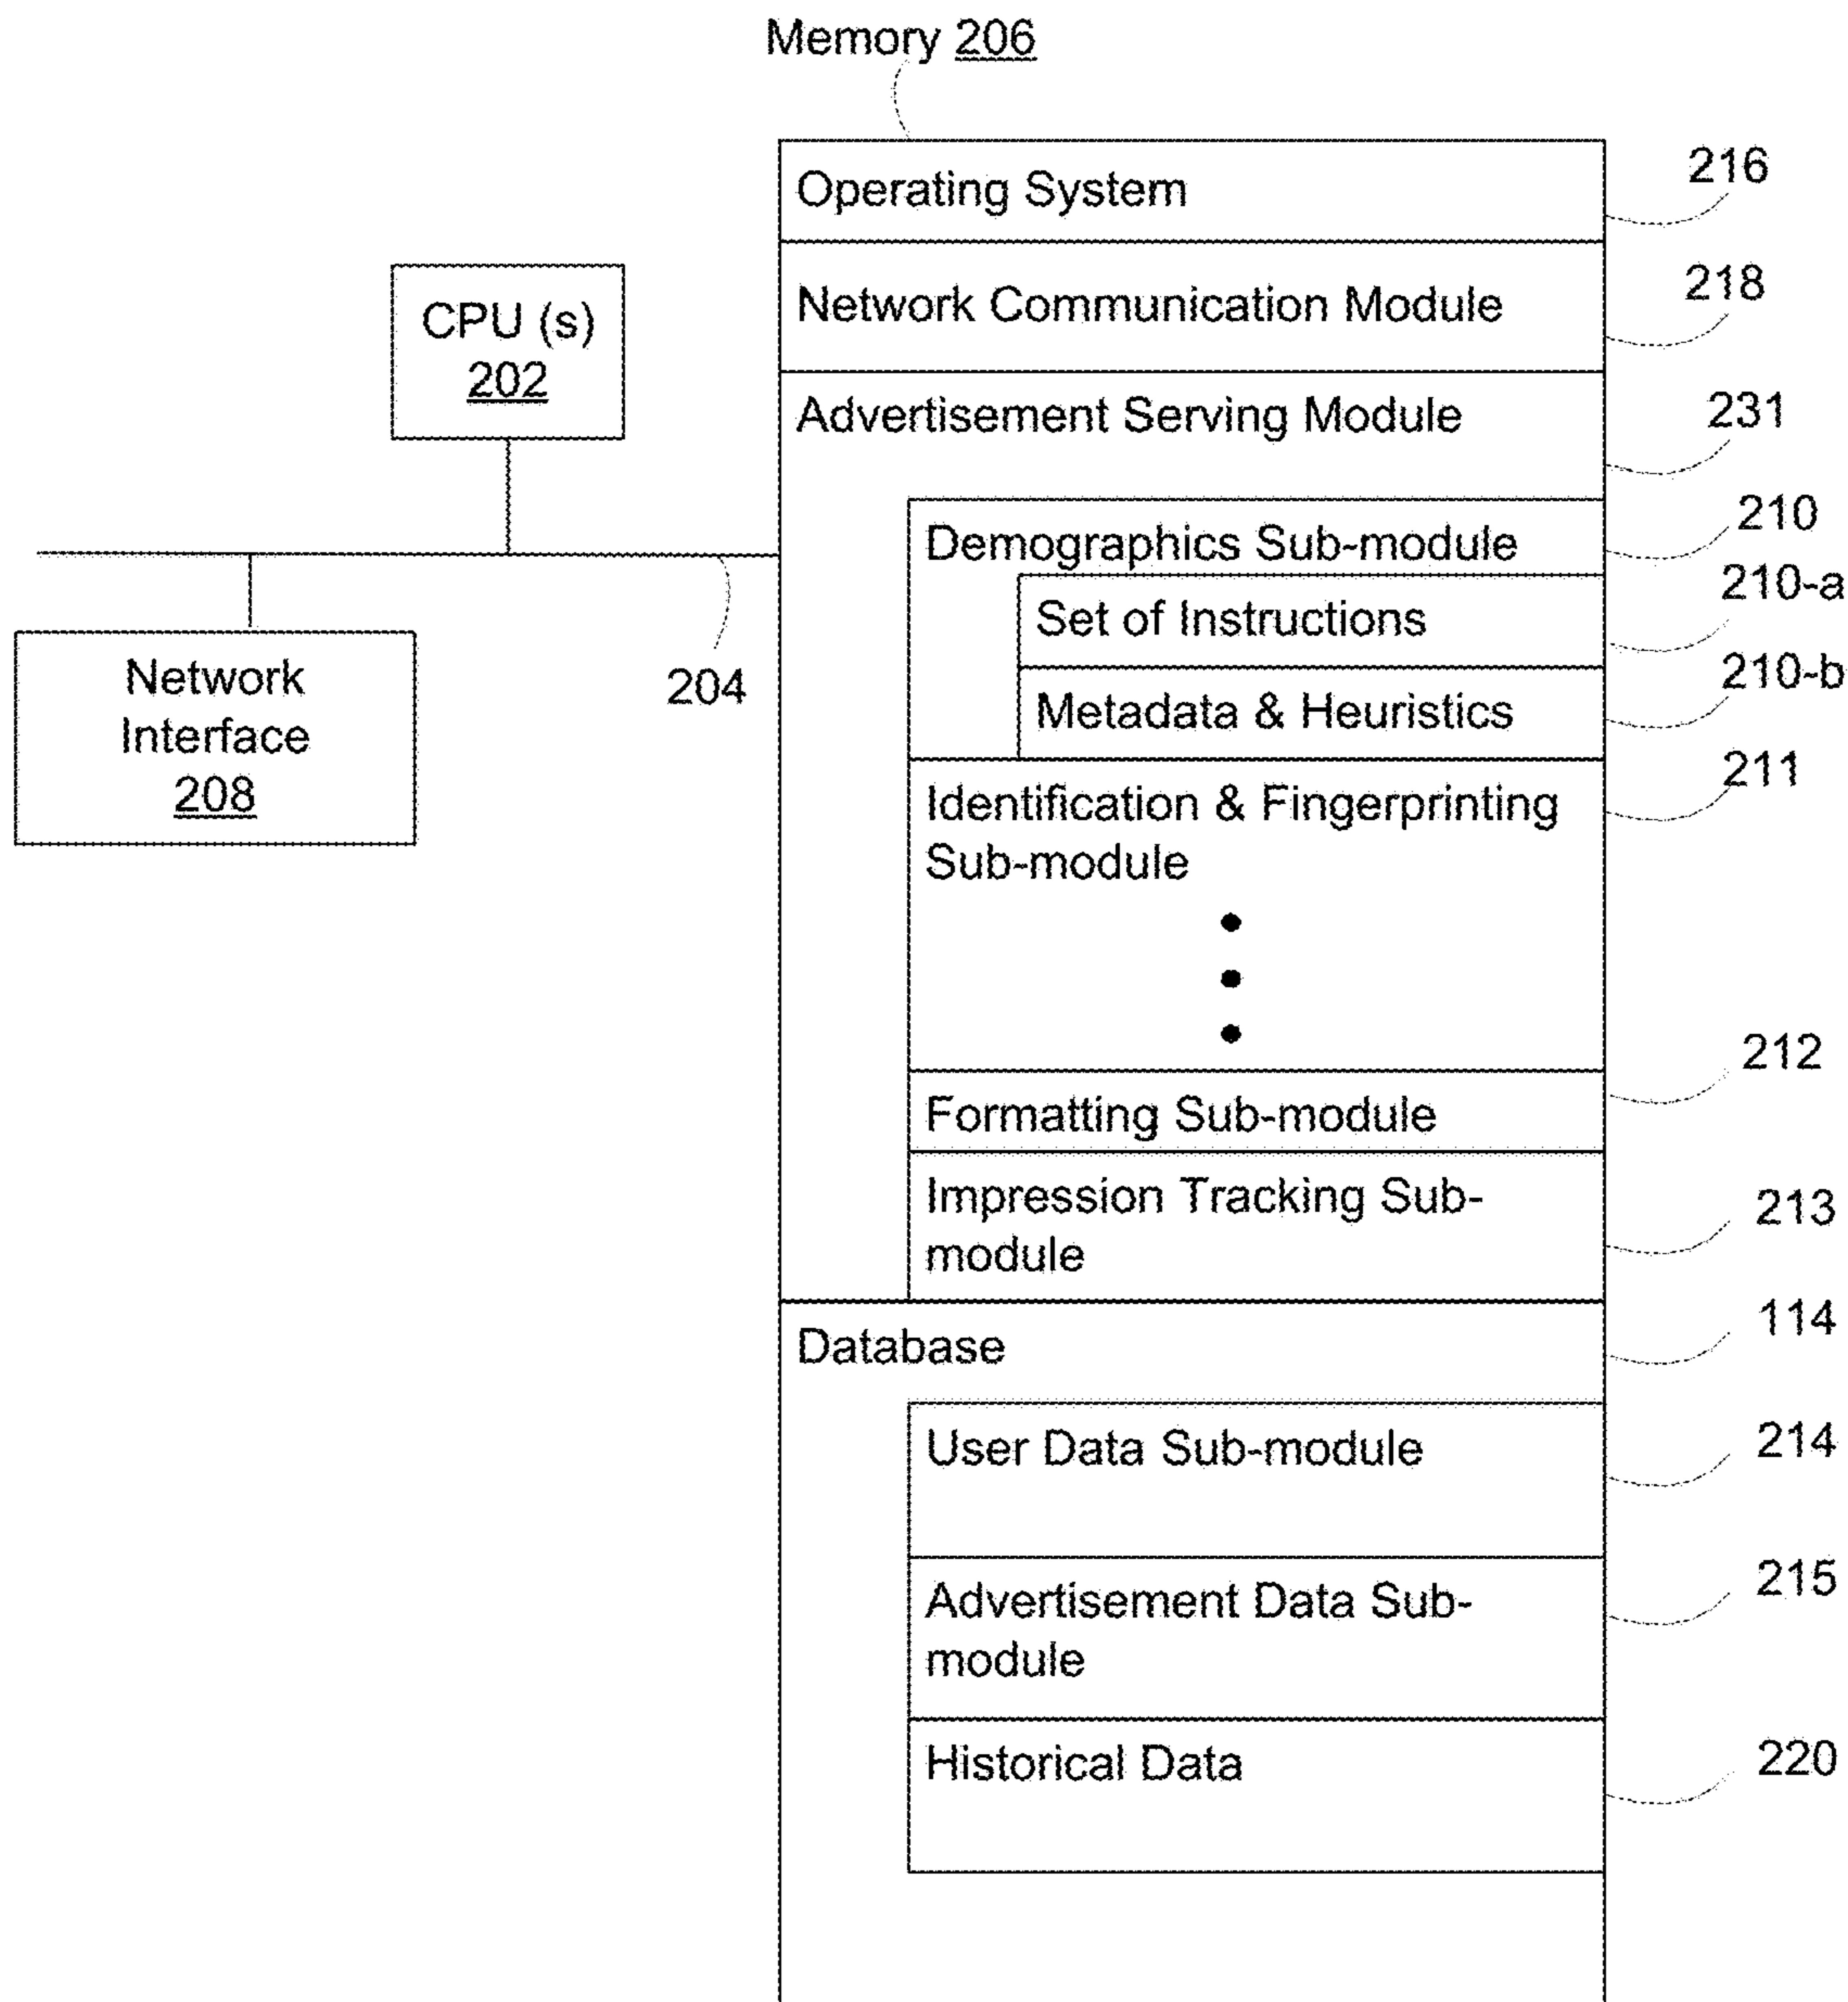 Memory 206
Operating System
216
Network Communication Module
218
CPU (s)
202
Advertisement Serving Module
231
Demographics Sub-module
210
Set of Instructions
210-a
Metadata & Heuristics
210-b
204
Network
Interface
208
Identification & Fingerprinting
Sub-module
211
Formatting Sub-module
212
Impression Tracking Sub-
module
213
Database
114
User Data Sub-module
214
Advertisement Data Sub-
module
215
Historical Data
220